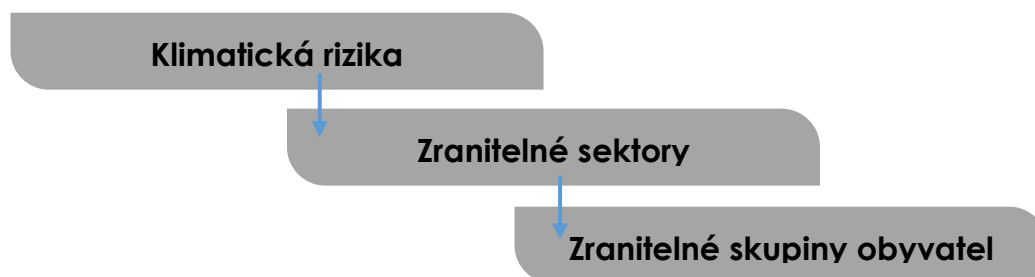 Klimatická rizika
Zranitelné sektory
Zranitelné skupiny obyvatel